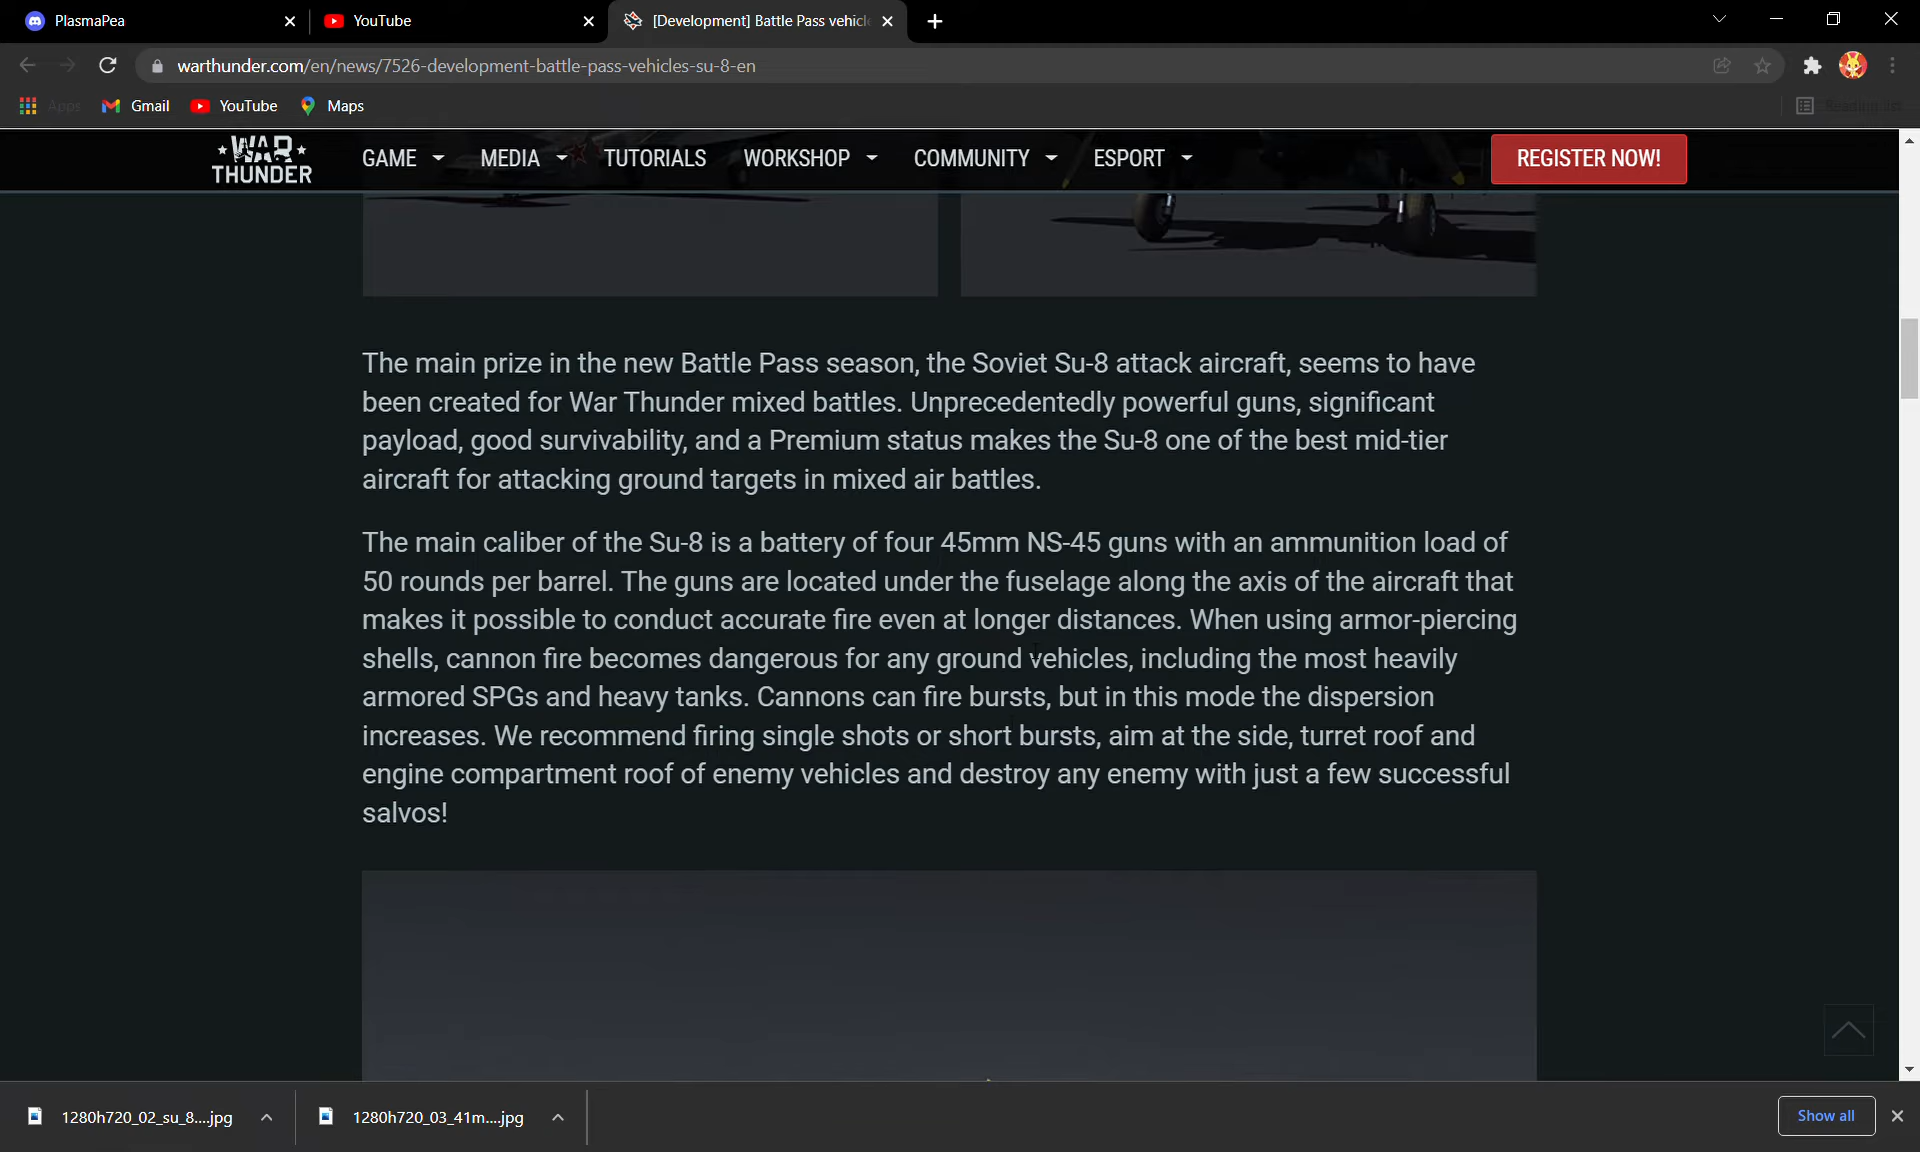 PlasmaPea
YouTube
[Development] Battle Pass vehicl
warthunder.com/en/news/7526-development-battle-pass-vehicles-su-8-en
Apps
Gmail
YouTube
Maps
Reading list
WAR THUNDER
GAME
MEDIA
TUTORIALS
WORKSHOP
COMMUNITY
ESPORT
REGISTER NOW!
The main prize in the new Battle Pass season, the Soviet Su-8 attack aircraft, seems to have
been created for War Thunder mixed battles. Unprecedentedly powerful guns, significant
payload, good survivability, and a Premium status makes the Su-8 one of the best mid-tier
aircraft for attacking ground targets in mixed air battles.
The main caliber of the Su-8 is a battery of four 45mm NS-45 guns with an ammunition load of
50 rounds per barrel. The guns are located under the fuselage along the axis of the aircraft that
makes it possible to conduct accurate fire even at longer distances. When using armor-piercing
shells, cannon fire becomes dangerous for any ground vehicles, including the most heavily
armored SPGs and heavy tanks. Cannons can fire bursts, but in this mode the dispersion
increases. We recommend firing single shots or short bursts, aim at the side, turret roof and
engine compartment roof of enemy vehicles and destroy any enemy with just a few successful
salvos!
1280h720_02_su_8....jpg
1280h720_03_41m....jpg
Show all